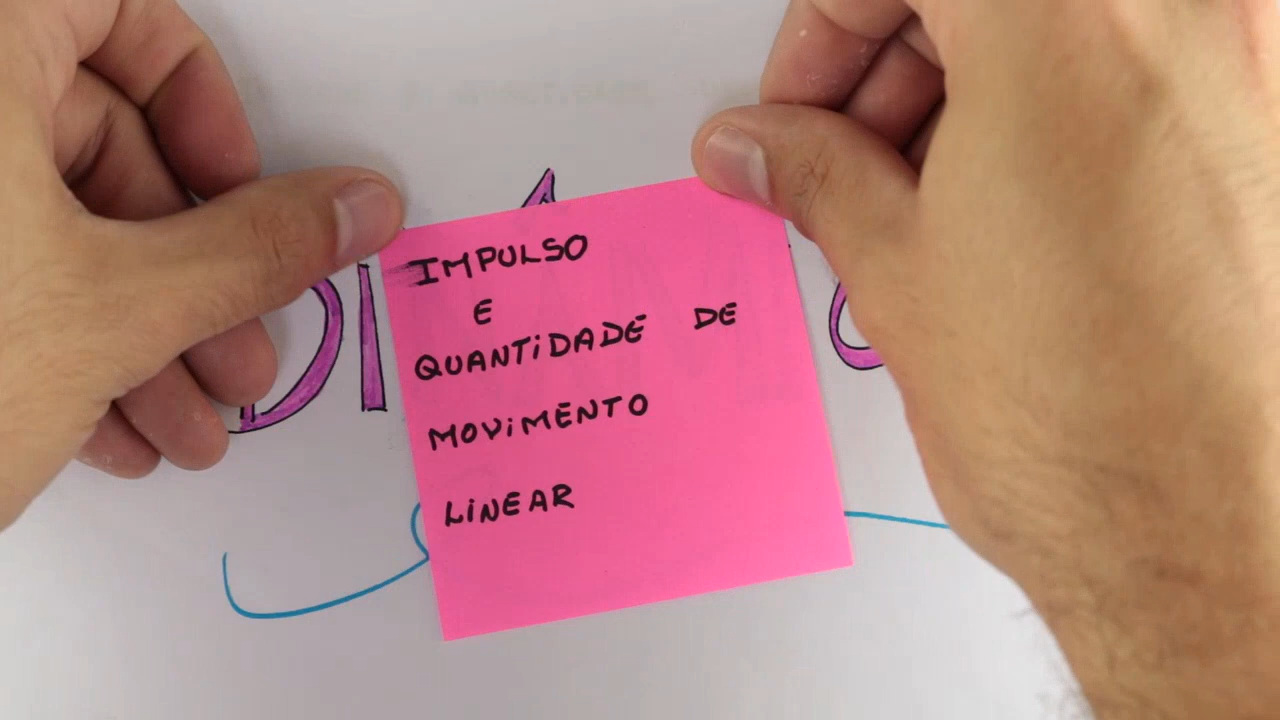 IMPULSO
E
QUANTIDADE DE
MOVIMENTO
LINEAR